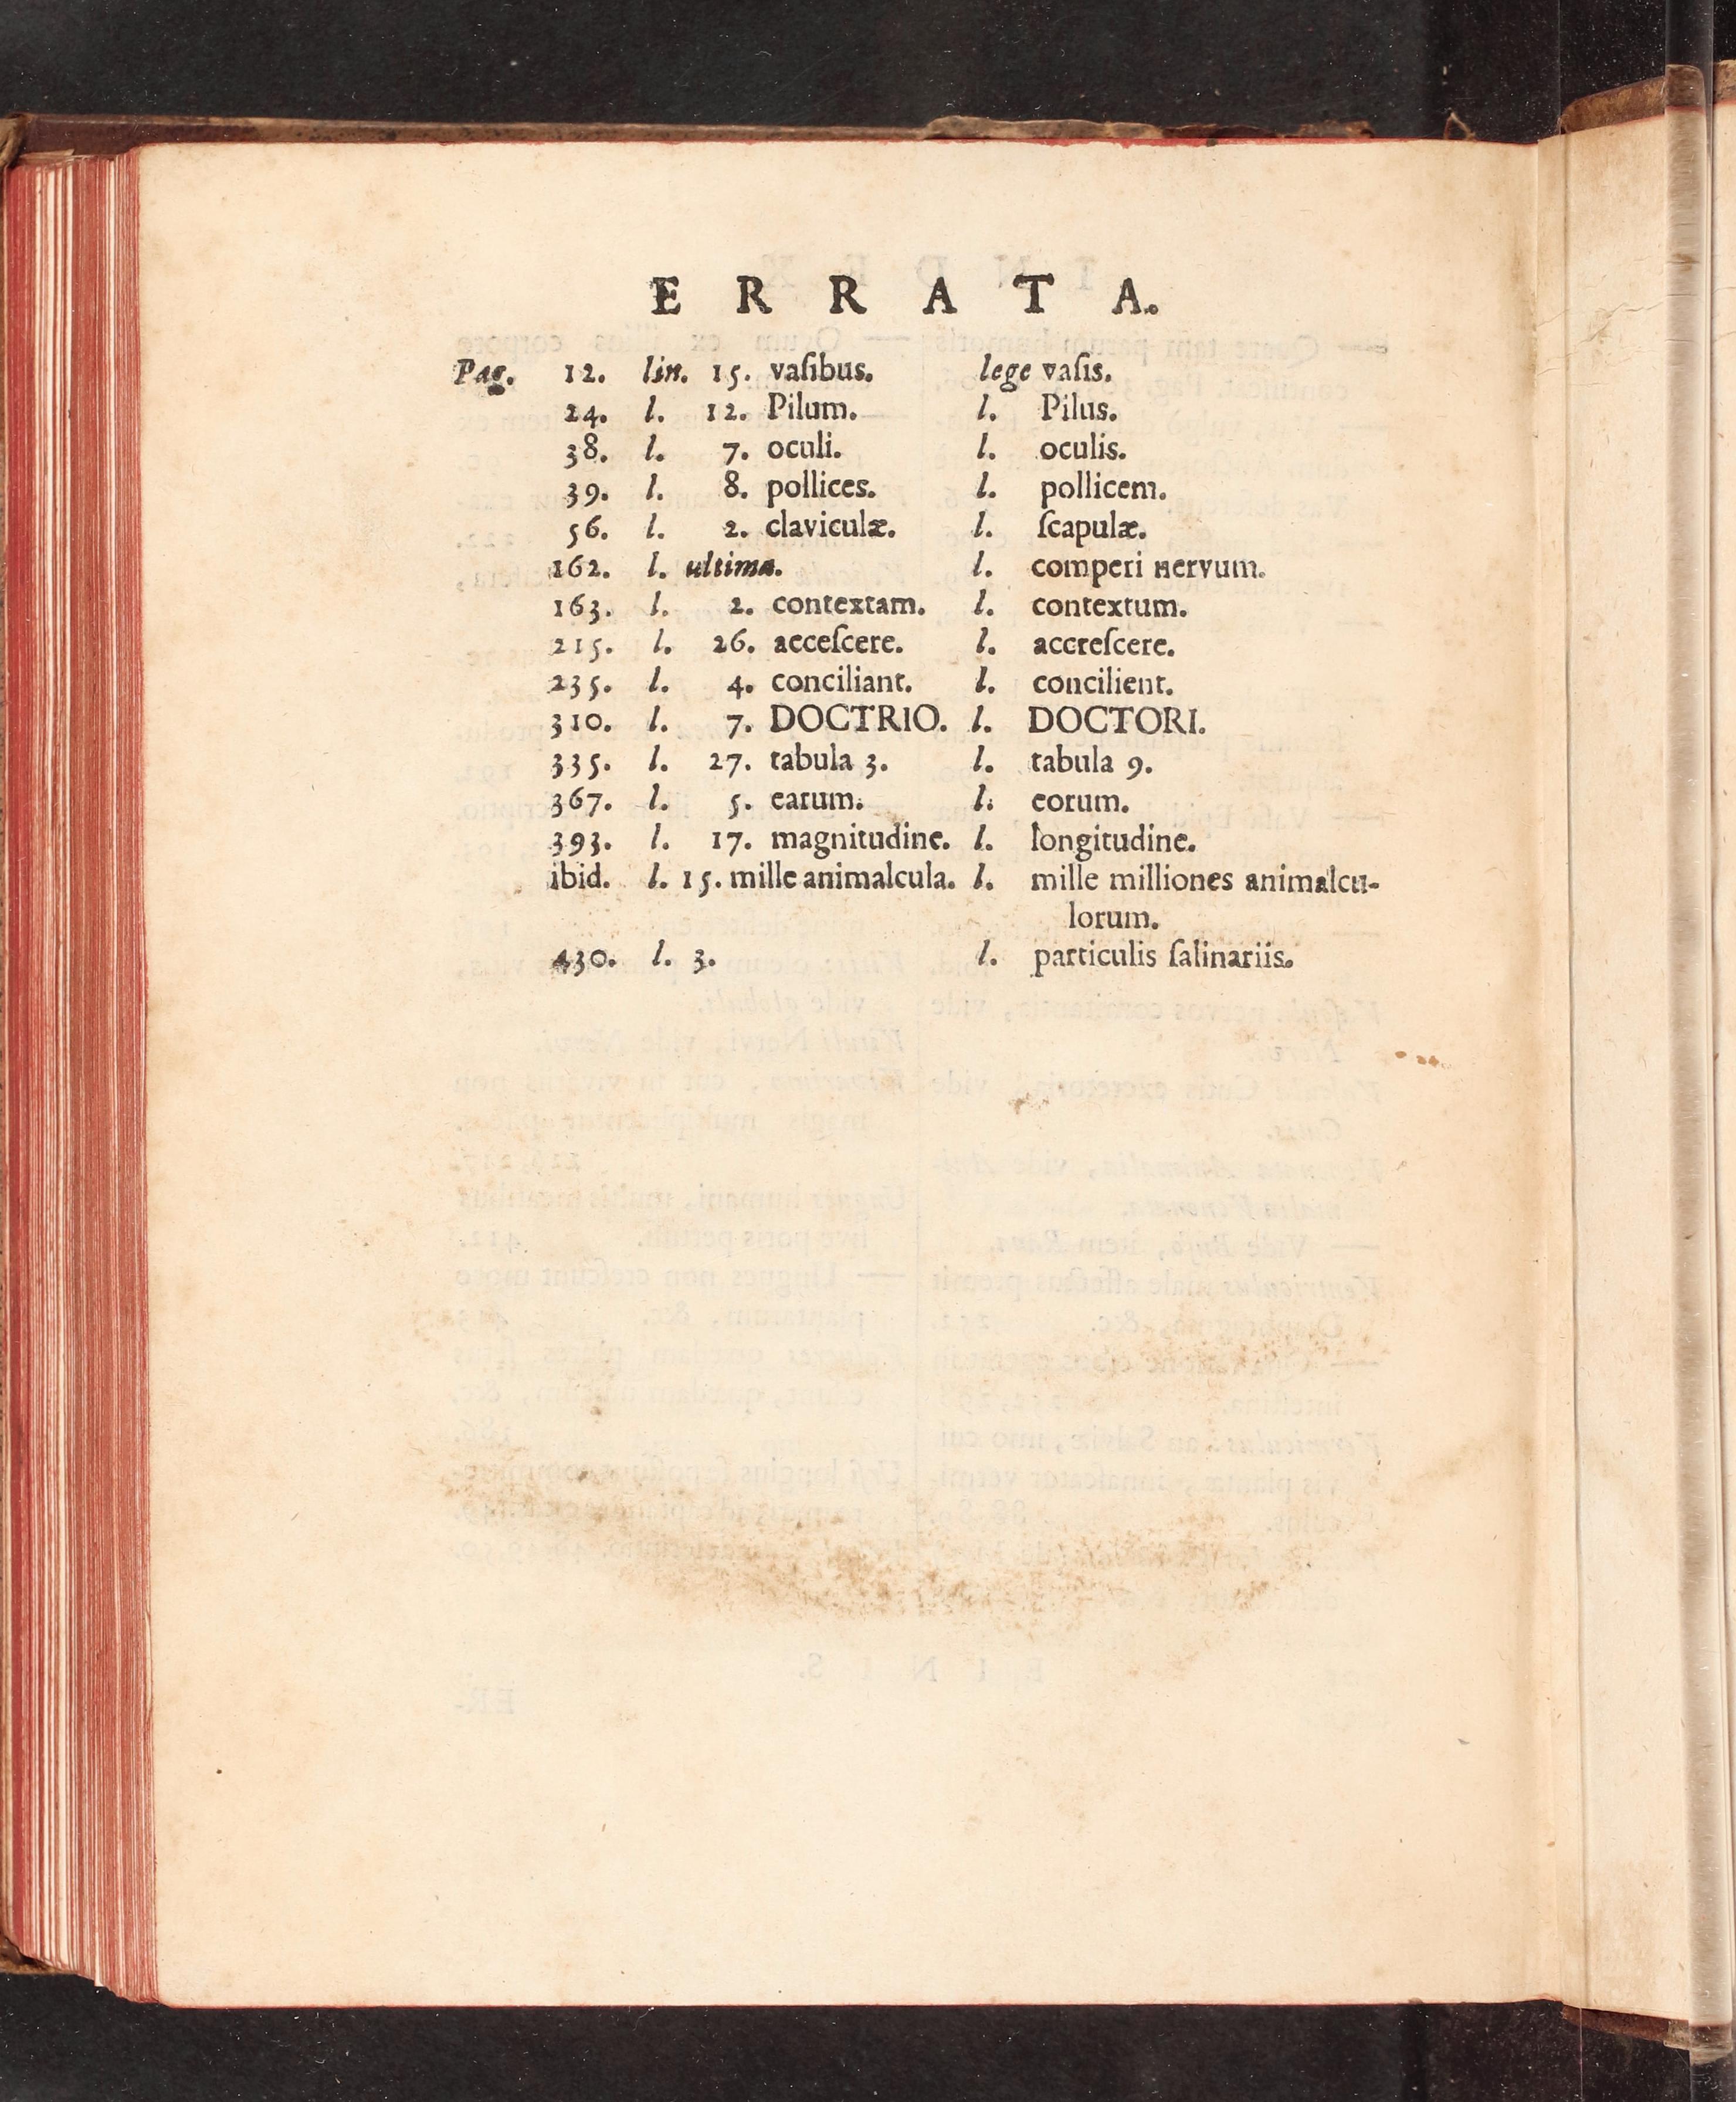 ERRATA.
Pag. 12. lin. 15. vaſibus. lege vaſis.
24. l. 12. Pilum. l. Pilus.
38. l. 7. oculi. l. oculis.
39. l. 8. pollices. l. pollicem.
56. l. 2. claviculæ. l. ſcapulæ.
162. l. ultima. l. comperi nervum.
163. l. 2. contextam. l. contextum.
215. l. 26. acceſcere. l. accreſcere.
235. l. 4. conciliant. l. concilient.
310. l. 7. DOCTRIO. l. DOCTORI.
335. l. 27. tabula 3. l. tabula 9.
367. l. 5. earum. l. eorum.
393. l. 17. magnitudine. l. longitudine.
ibid. l. 15. mille animalcula. l. mille milliones animalcu-
lorum.
430. l. 3. l. particulis ſalinariis.